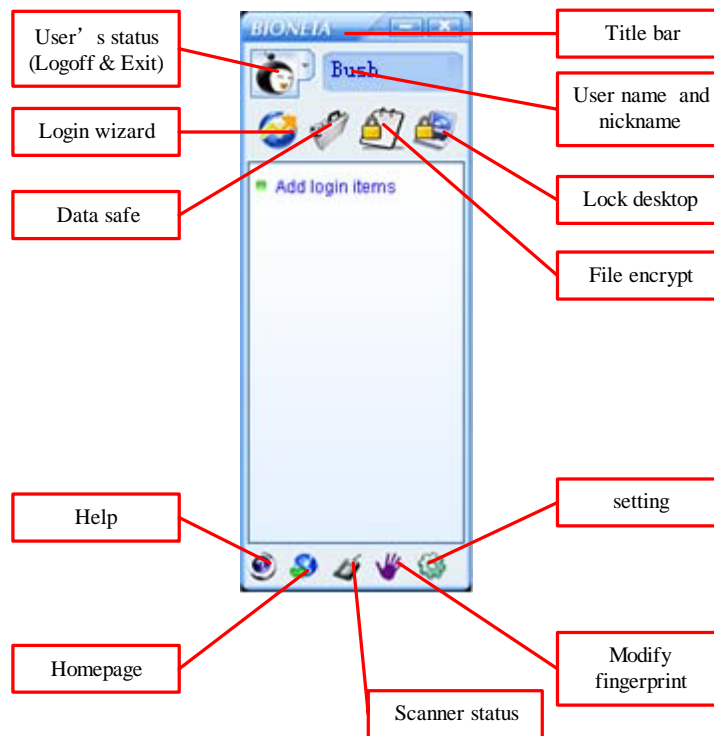 BIONETA
Title bar
User’s status
(Logoff & Exit)
Bush
User name and
nickname
Login wizard
Add login items
Lock desktop
Data safe
File encrypt
setting
Help
Homepage
Modify
fingerprint
Scanner status